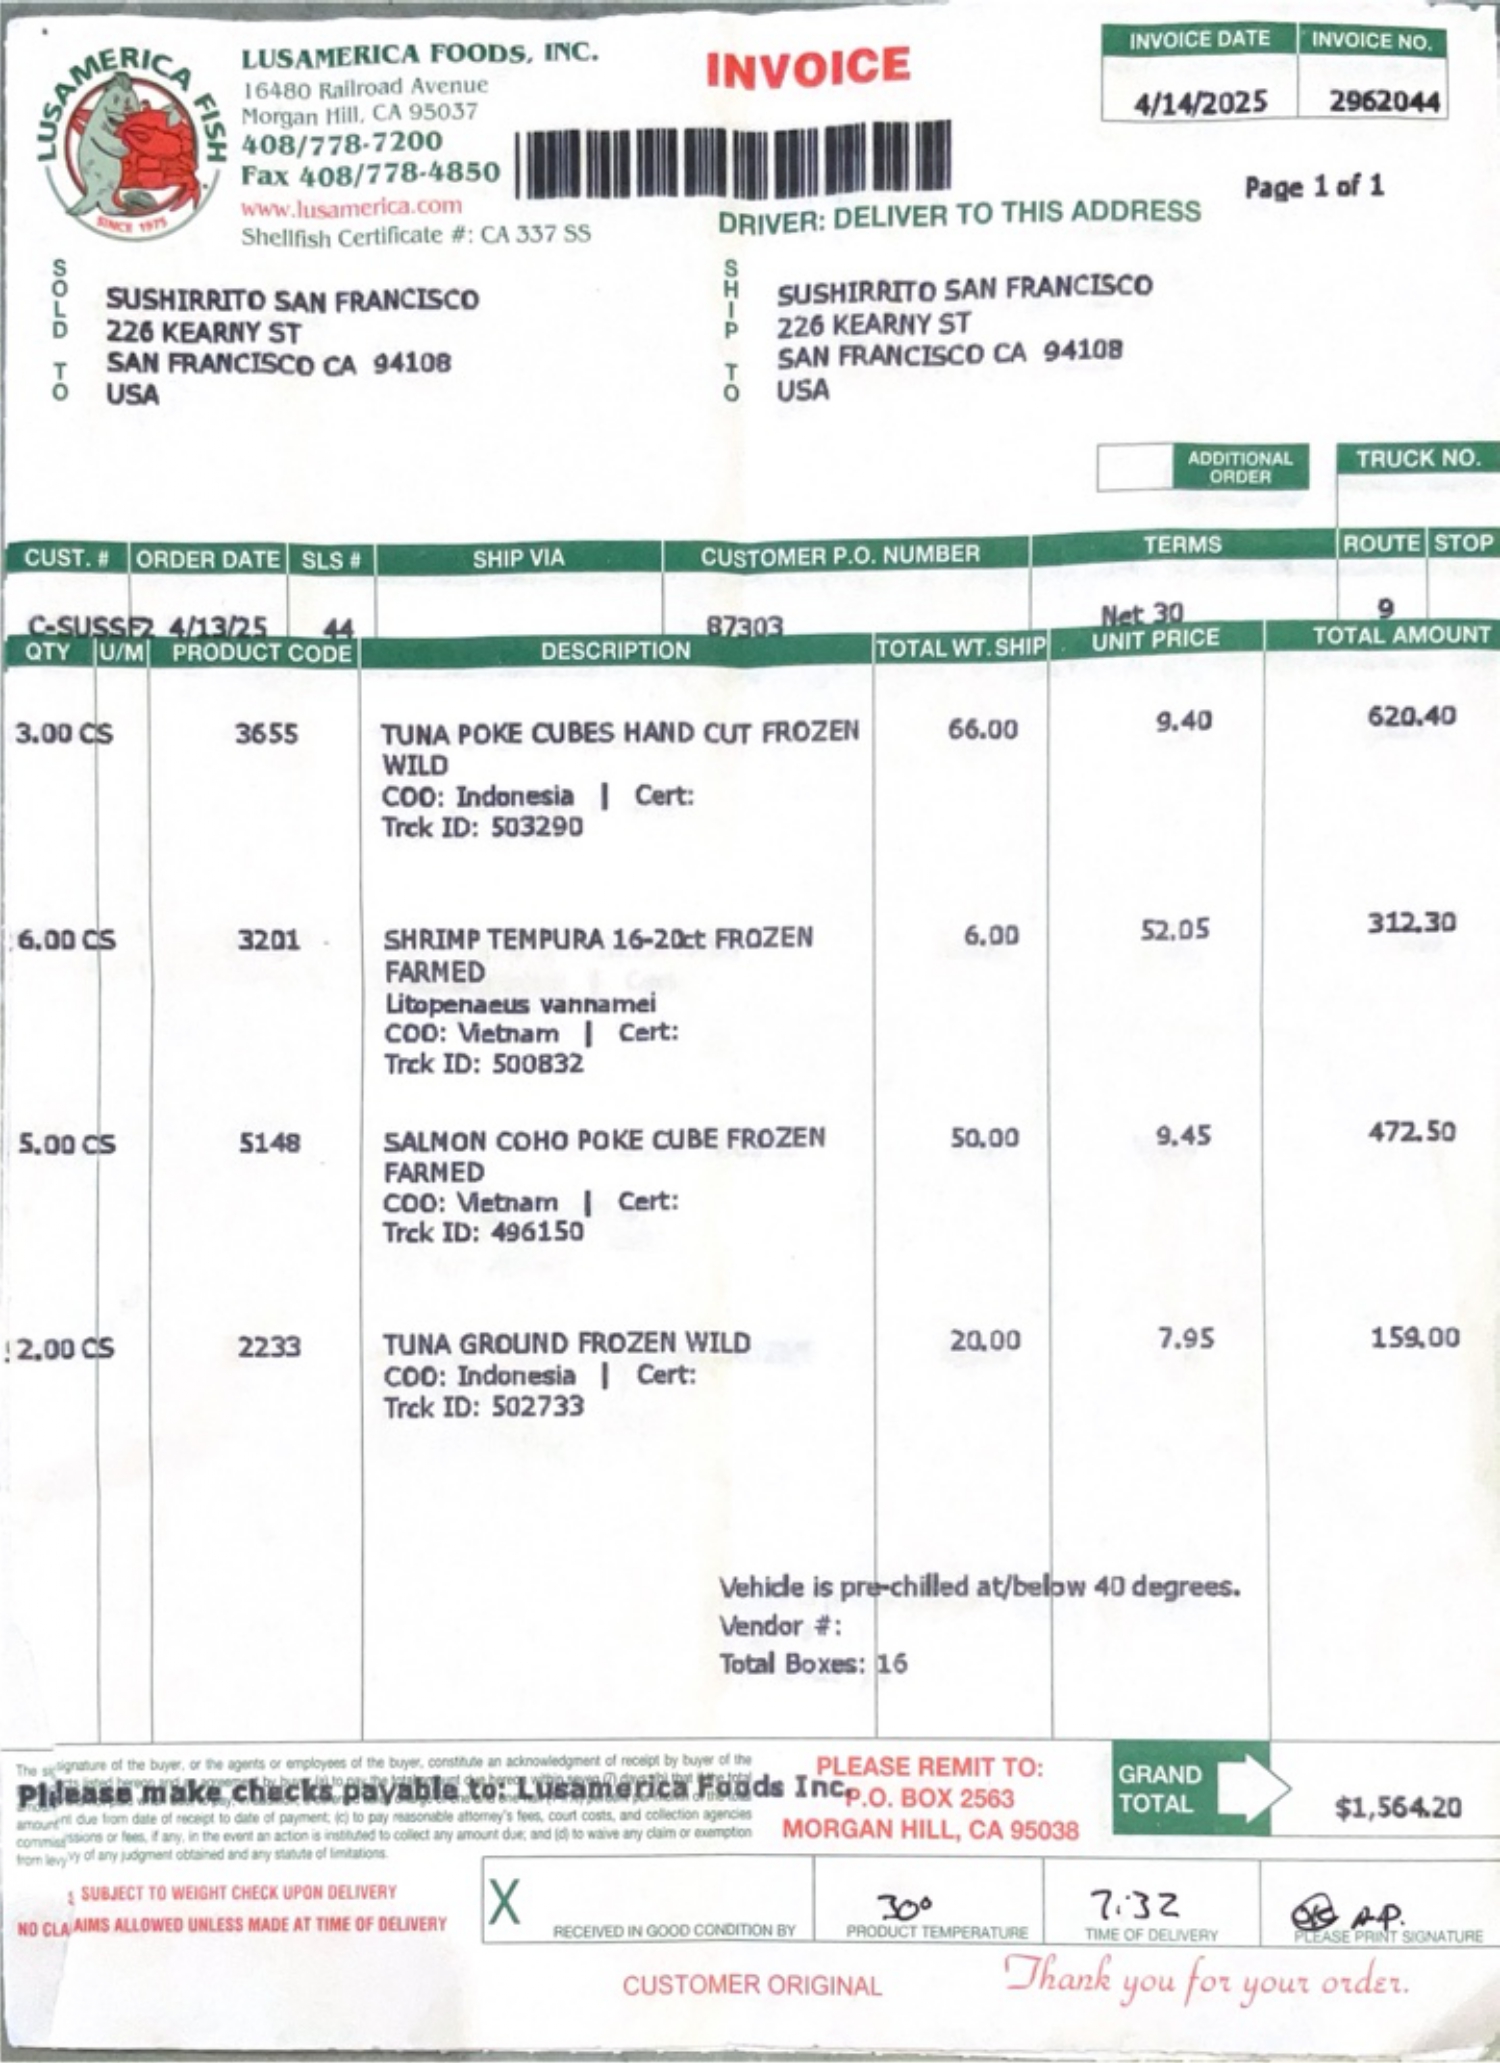 LUSAMERICA FISH
SINCE 1975
LUSAMERICA FOODS, INC.
16480 Railroad Avenue
Morgan Hill, CA 95037
408/778-7200
Fax 408/778-4850
www.lusamerica.com
Shellfish Certificate #: CA 337 SS
INVOICE
INVOICE DATE INVOICE NO.
4/14/2025 2962044
Page 1 of 1
DRIVER: DELIVER TO THIS ADDRESS
SOLD TO
SUSHIRRITO SAN FRANCISCO
226 KEARNY ST
SAN FRANCISCO CA 94108
USA
SHIP TO
SUSHIRRITO SAN FRANCISCO
226 KEARNY ST
SAN FRANCISCO CA 94108
USA
ADDITIONAL ORDER
TRUCK NO.
CUST. # ORDER DATE SLS # SHIP VIA CUSTOMER P.O. NUMBER TERMS ROUTE STOP
C-SUSSF2 4/13/25 44 87303 Net 30 9
QTY U/M PRODUCT CODE DESCRIPTION TOTAL WT. SHIP UNIT PRICE TOTAL AMOUNT
3.00 CS 3655 TUNA POKE CUBES HAND CUT FROZEN 66.00 9.40 620.40
WILD
COO: Indonesia | Cert:
Trck ID: 503290
6.00 CS 3201 SHRIMP TEMPURA 16-20ct FROZEN 6.00 52.05 312.30
FARMED
Litopenaeus vannamei
COO: Vietnam | Cert:
Trck ID: 500832
5.00 CS 5148 SALMON COHO POKE CUBE FROZEN 50.00 9.45 472.50
FARMED
COO: Vietnam | Cert:
Trck ID: 496150
2.00 CS 2233 TUNA GROUND FROZEN WILD 20.00 7.95 159.00
COO: Indonesia | Cert:
Trck ID: 502733
Vehicle is pre-chilled at/below 40 degrees.
Vendor #:
Total Boxes: 16
signature of the buyer, or the agents or employees of the buyer, constitute an acknowledgment of receipt by buyer of the
Please make checks payable to: Lusamerica Foods Inc.
amount due from date of receipt to date of payment; (c) to pay reasonable attorney's fees, court costs, and collection agencies
commissions or fees, if any, in the event an action is instituted to collect any amount due; and (d) to waive any claim or exemption
from levy of any judgment obtained and any statute of limitations.
PLEASE REMIT TO:
P.O. BOX 2563
MORGAN HILL, CA 95038
GRAND TOTAL
$1,564.20
SUBJECT TO WEIGHT CHECK UPON DELIVERY
NO CLAIMS ALLOWED UNLESS MADE AT TIME OF DELIVERY
X
RECEIVED IN GOOD CONDITION BY
30°
PRODUCT TEMPERATURE
7:32
TIME OF DELIVERY
A.P.
PLEASE PRINT SIGNATURE
CUSTOMER ORIGINAL
Thank you for your order.